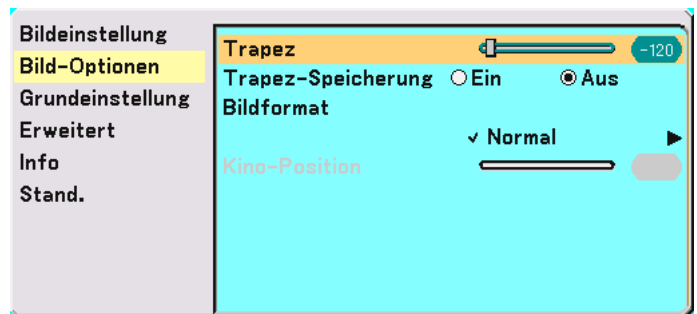 Bildeinstellung
Bild-Optionen
Grundeinstellung
Erweitert
Info
Stand.
Trapez -120
Trapez-Speicherung Ein Aus
Bildformat
✓ Normal ▶
Kino-Position